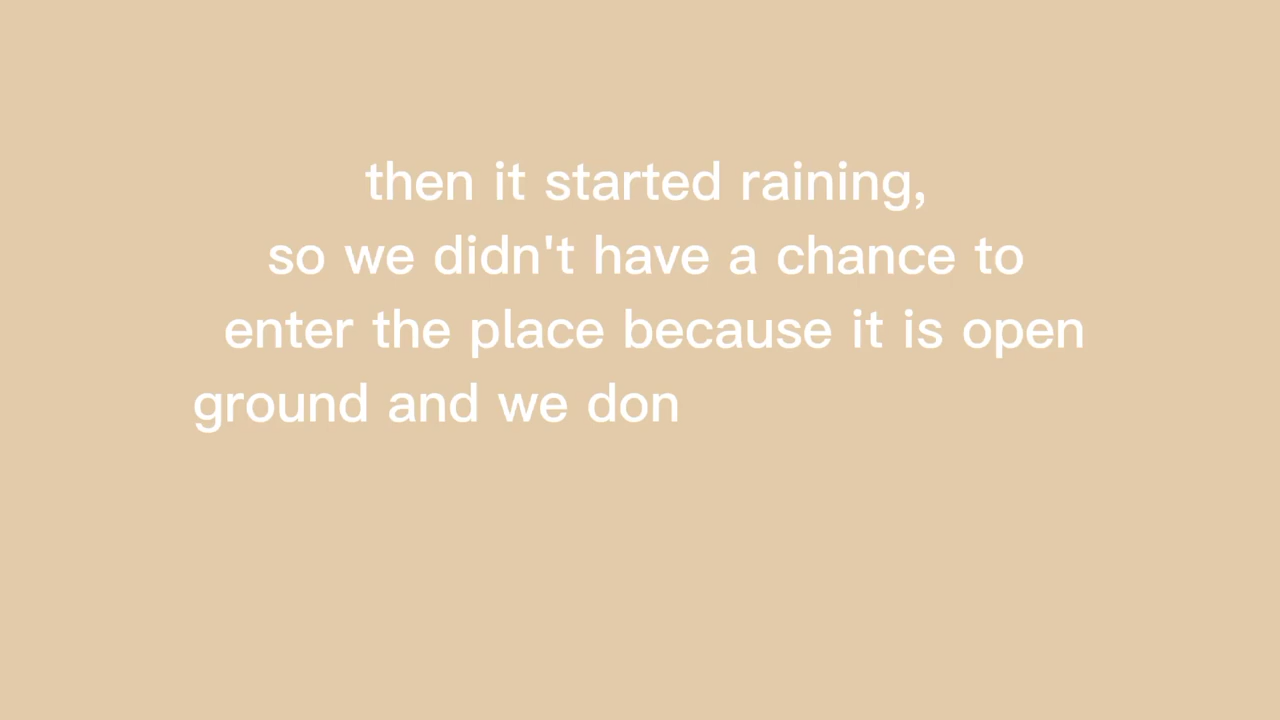 then it started raining,
so we didn't have a chance to
enter the place because it is open
ground and we don